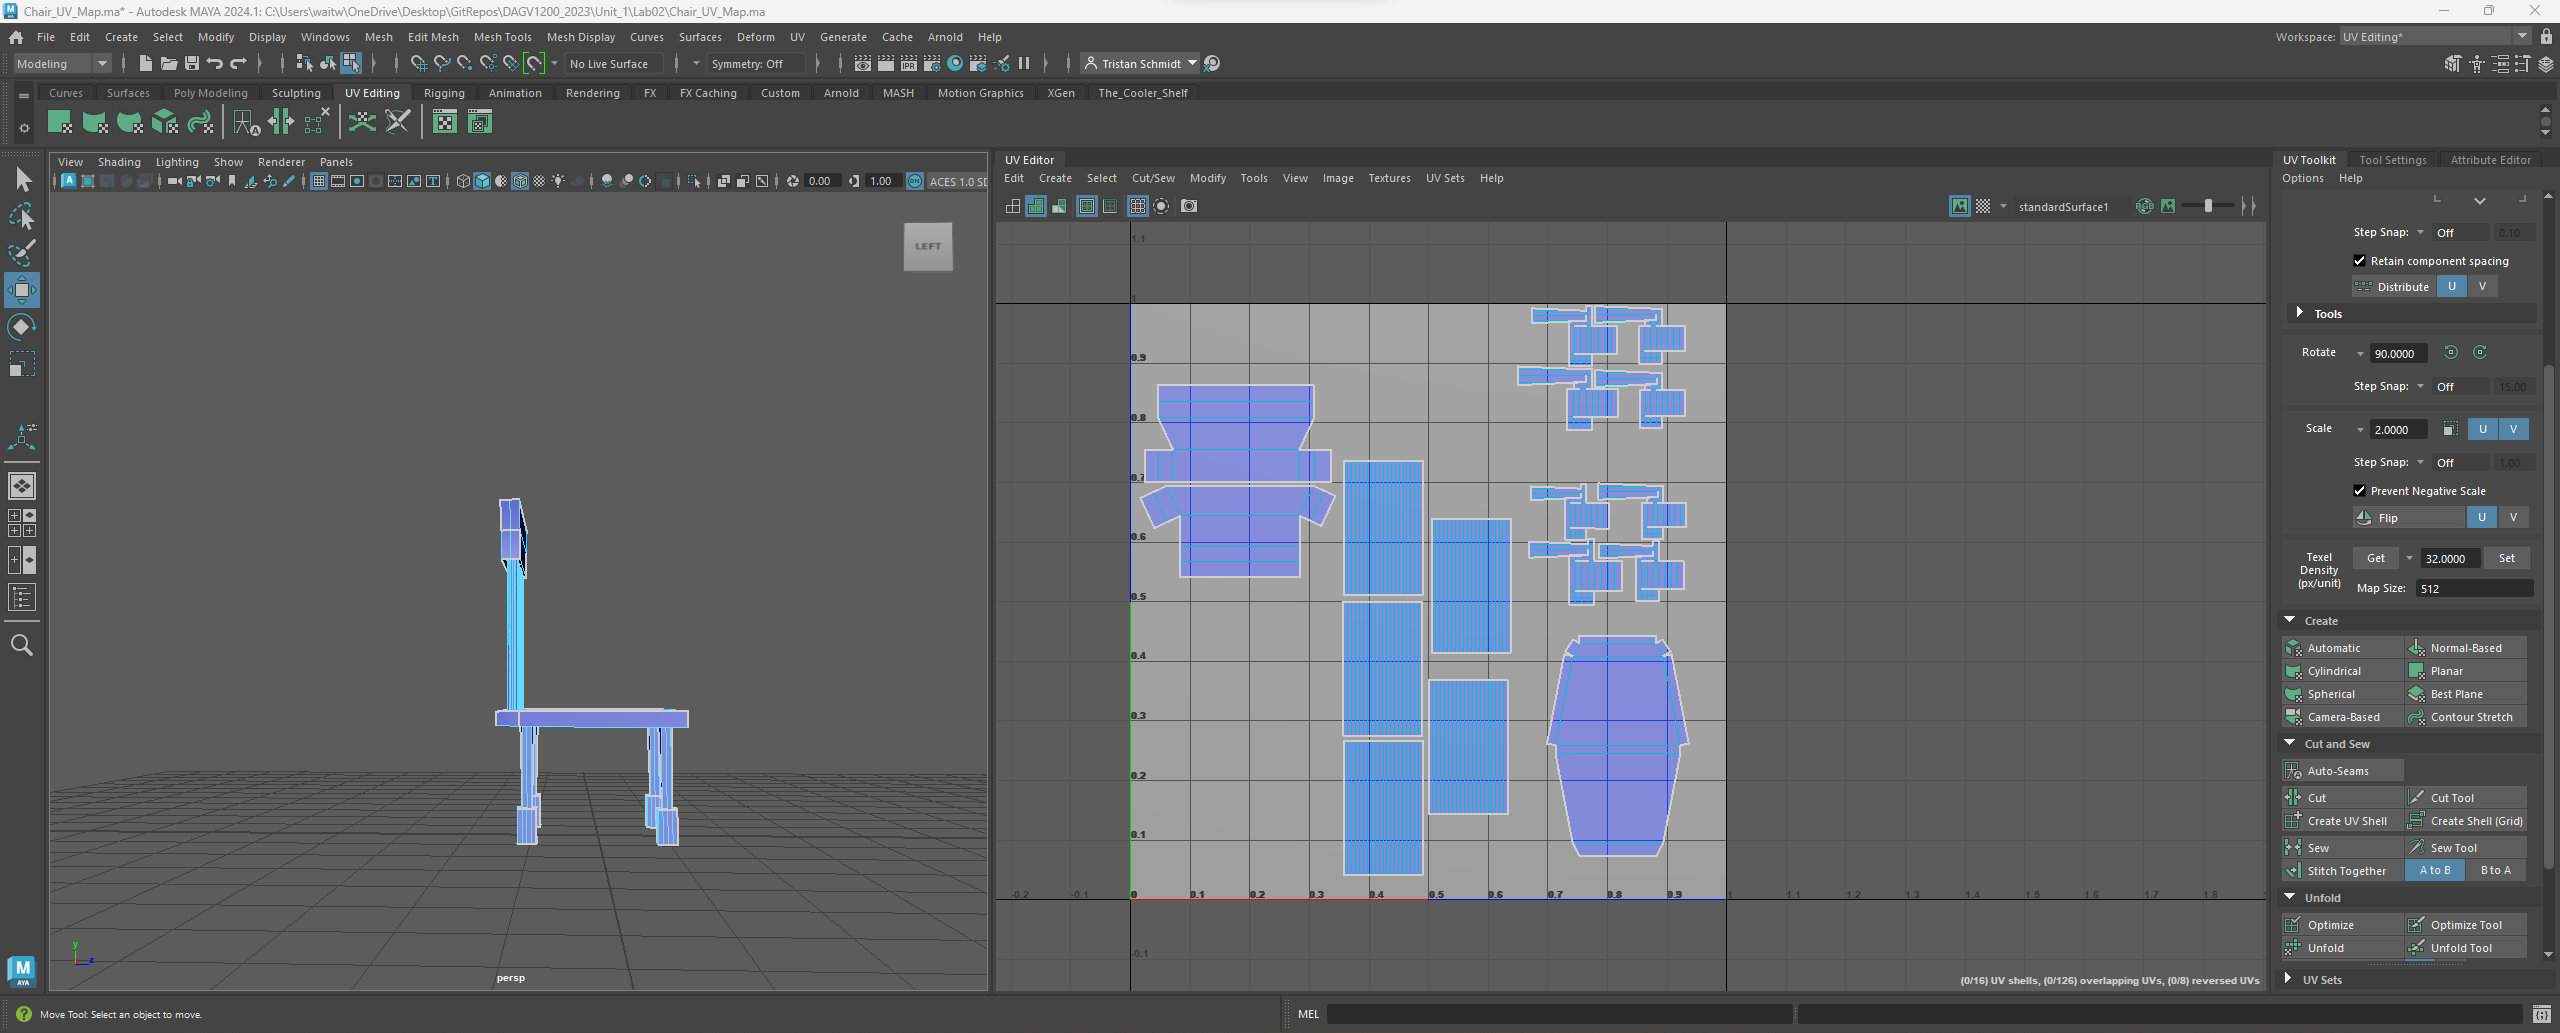 Chair_UV_Map.ma* - Autodesk MAYA 2024.1: C:\Users\waitw\OneDrive\Desktop\GitRepos\DAGV1200_2023\Unit_1\Lab02\Chair_UV_Map.ma
File Edit Create Select Modify Display Windows Mesh Edit Mesh Mesh Tools Mesh Display Curves Surfaces Deform UV Generate Cache Arnold Help
Workspace: UV Editing*
Modeling
No Live Surface
Symmetry: Off
Tristan Schmidt
Curves Surfaces Poly Modeling Sculpting UV Editing Rigging Animation Rendering FX FX Caching Custom Arnold MASH Motion Graphics XGen The_Cooler_Shelf
View Shading Lighting Show Renderer Panels
0.00 1.00 ACES 1.0 SD
LEFT
persp
y
z
UV Editor
Edit Create Select Cut/Sew Modify Tools View Image Textures UV Sets Help
standardSurface1
1.1
1
0.9
0.8
0.7
0.6
0.5
0.4
0.3
0.2
0.1
-0.2 -0.1 0 0.1 0.2 0.3 0.4 0.5 0.6 0.7 0.8 0.9 1 1.1 1.2 1.3 1.4 1.5 1.6 1.7 1.8
-0.1
(0/16) UV shells, (0/126) overlapping UVs, (0/8) reversed UVs
UV Toolkit Tool Settings Attribute Editor
Options Help
Step Snap: Off 0.10
Retain component spacing
Distribute U V
Tools
Rotate 90.0000
Step Snap: Off 15.00
Scale 2.0000 U V
Step Snap: Off 1.00
Prevent Negative Scale
Flip U V
Texel Density (px/unit) Get 32.0000 Set
Map Size: 512
Create
Automatic Normal-Based
Cylindrical Planar
Spherical Best Plane
Camera-Based Contour Stretch
Cut and Sew
Auto-Seams
Cut Cut Tool
Create UV Shell Create Shell (Grid)
Sew Sew Tool
Stitch Together A to B B to A
Unfold
Optimize Optimize Tool
Unfold Unfold Tool
UV Sets
M
AYA
Move Tool: Select an object to move.
MEL